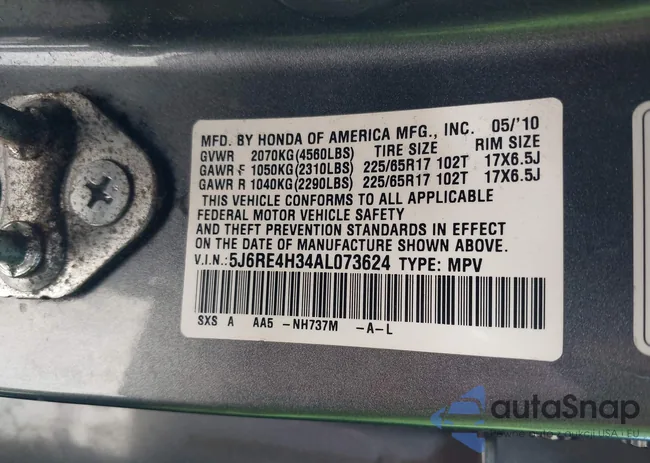 MFD. BY HONDA OF AMERICA MFG., INC. 05/'10
GVWR 2070KG(4560LBS) TIRE SIZE RIM SIZE
GAWR F 1050KG(2310LBS) 225/65R17 102T 17X6.5J
GAWR R 1040KG(2290LBS) 225/65R17 102T 17X6.5J
THIS VEHICLE CONFORMS TO ALL APPLICABLE
FEDERAL MOTOR VEHICLE SAFETY
AND THEFT PREVENTION STANDARDS IN EFFECT
ON THE DATE OF MANUFACTURE SHOWN ABOVE.
V.I.N.: 5J6RE4H34AL073624 TYPE: MPV
SXS A AA5 -NH737M -A-L
autoSnap
USA i EU